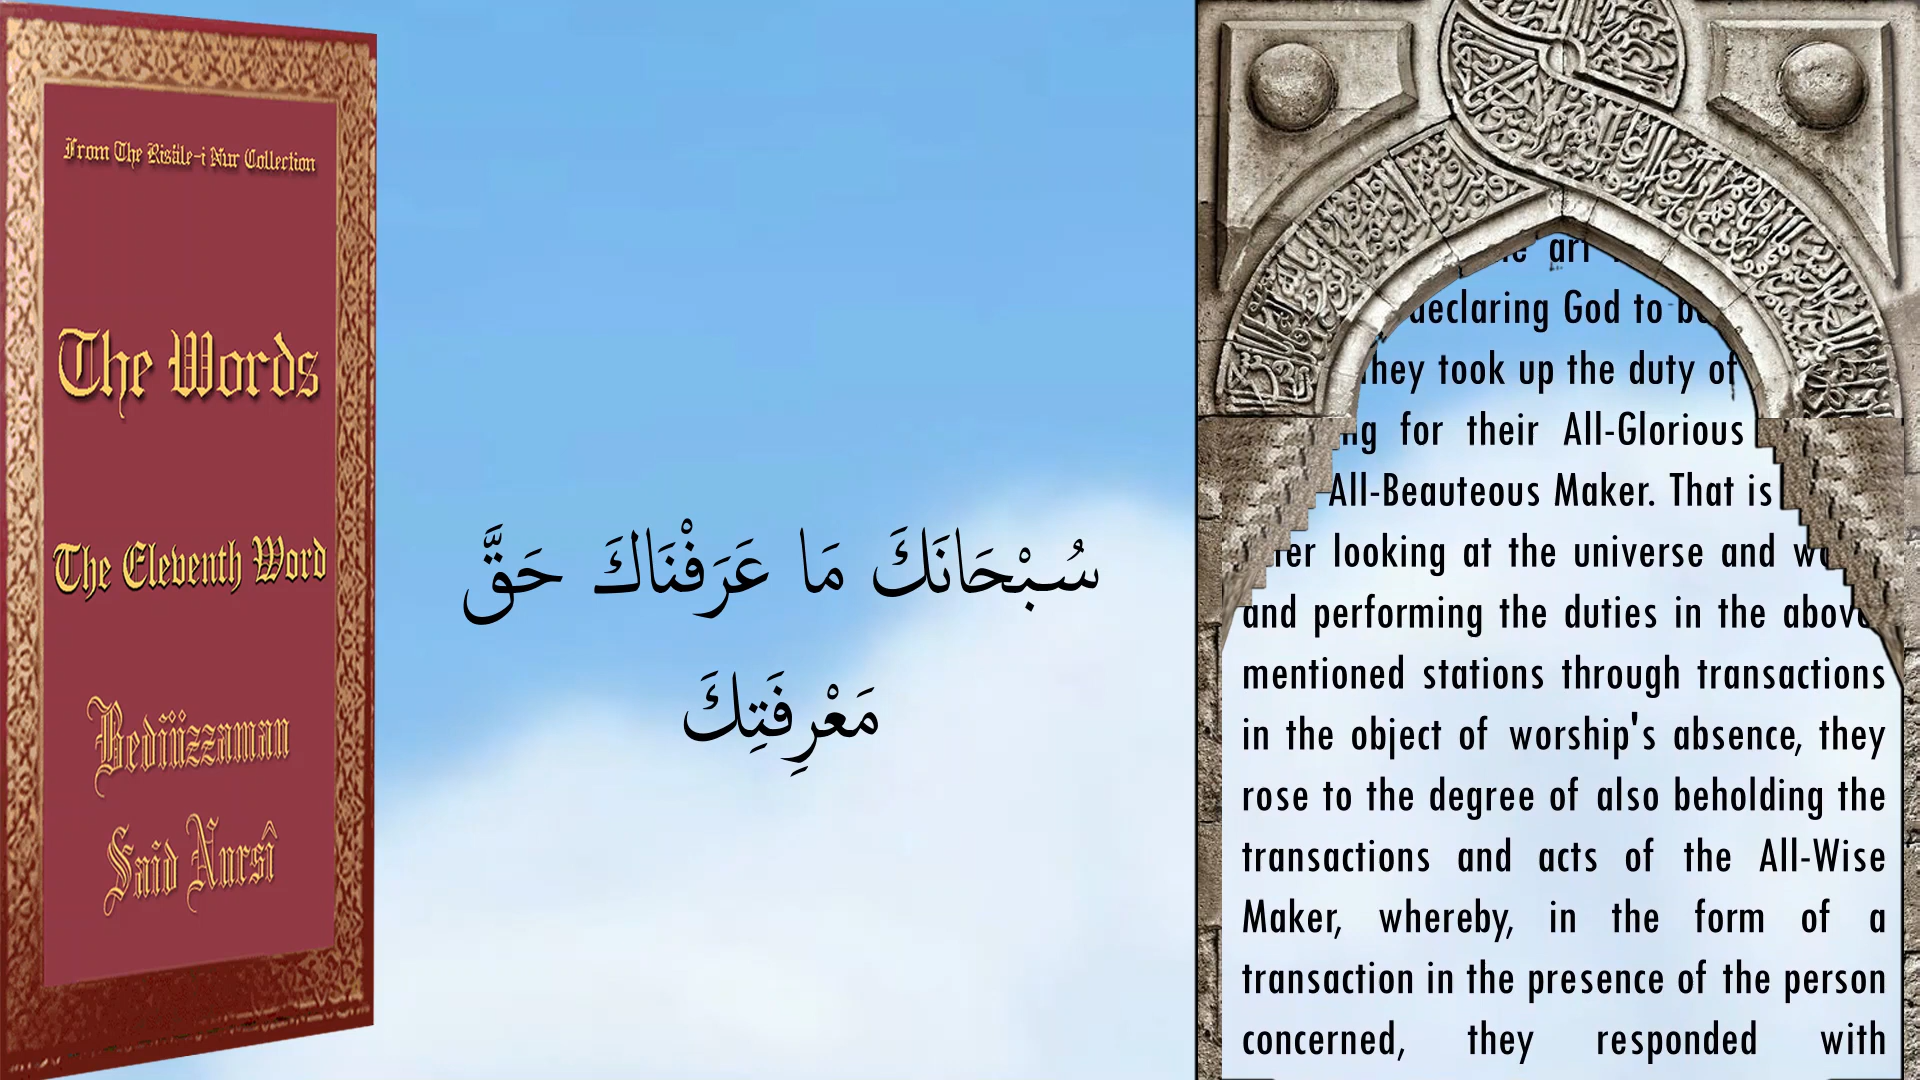 From The Risâle-i Nur Collection
The Words
The Eleventh Word
Bediüzzaman
Said Nursî
سُبْحَانَكَ مَا عَرَفْنَاكَ حَقَّ
مَعْرِفَتِكَ
art
declaring God to
they took up the duty of
for their All-Glorious
All-Beauteous Maker. That is
looking at the universe and
and performing the duties in the above
mentioned stations through transactions
in the object of worship's absence, they
rose to the degree of also beholding the
transactions and acts of the All-Wise
Maker, whereby, in the form of a
transaction in the presence of the person
concerned, they responded with